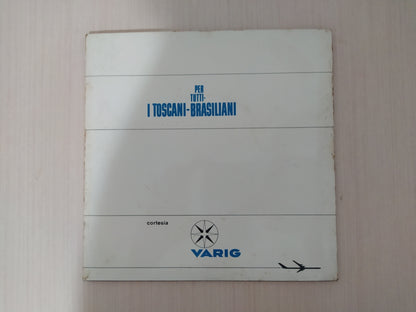 PER
TUTTI
I TOSCANI-BRASILIANI
cortesia
VARIG